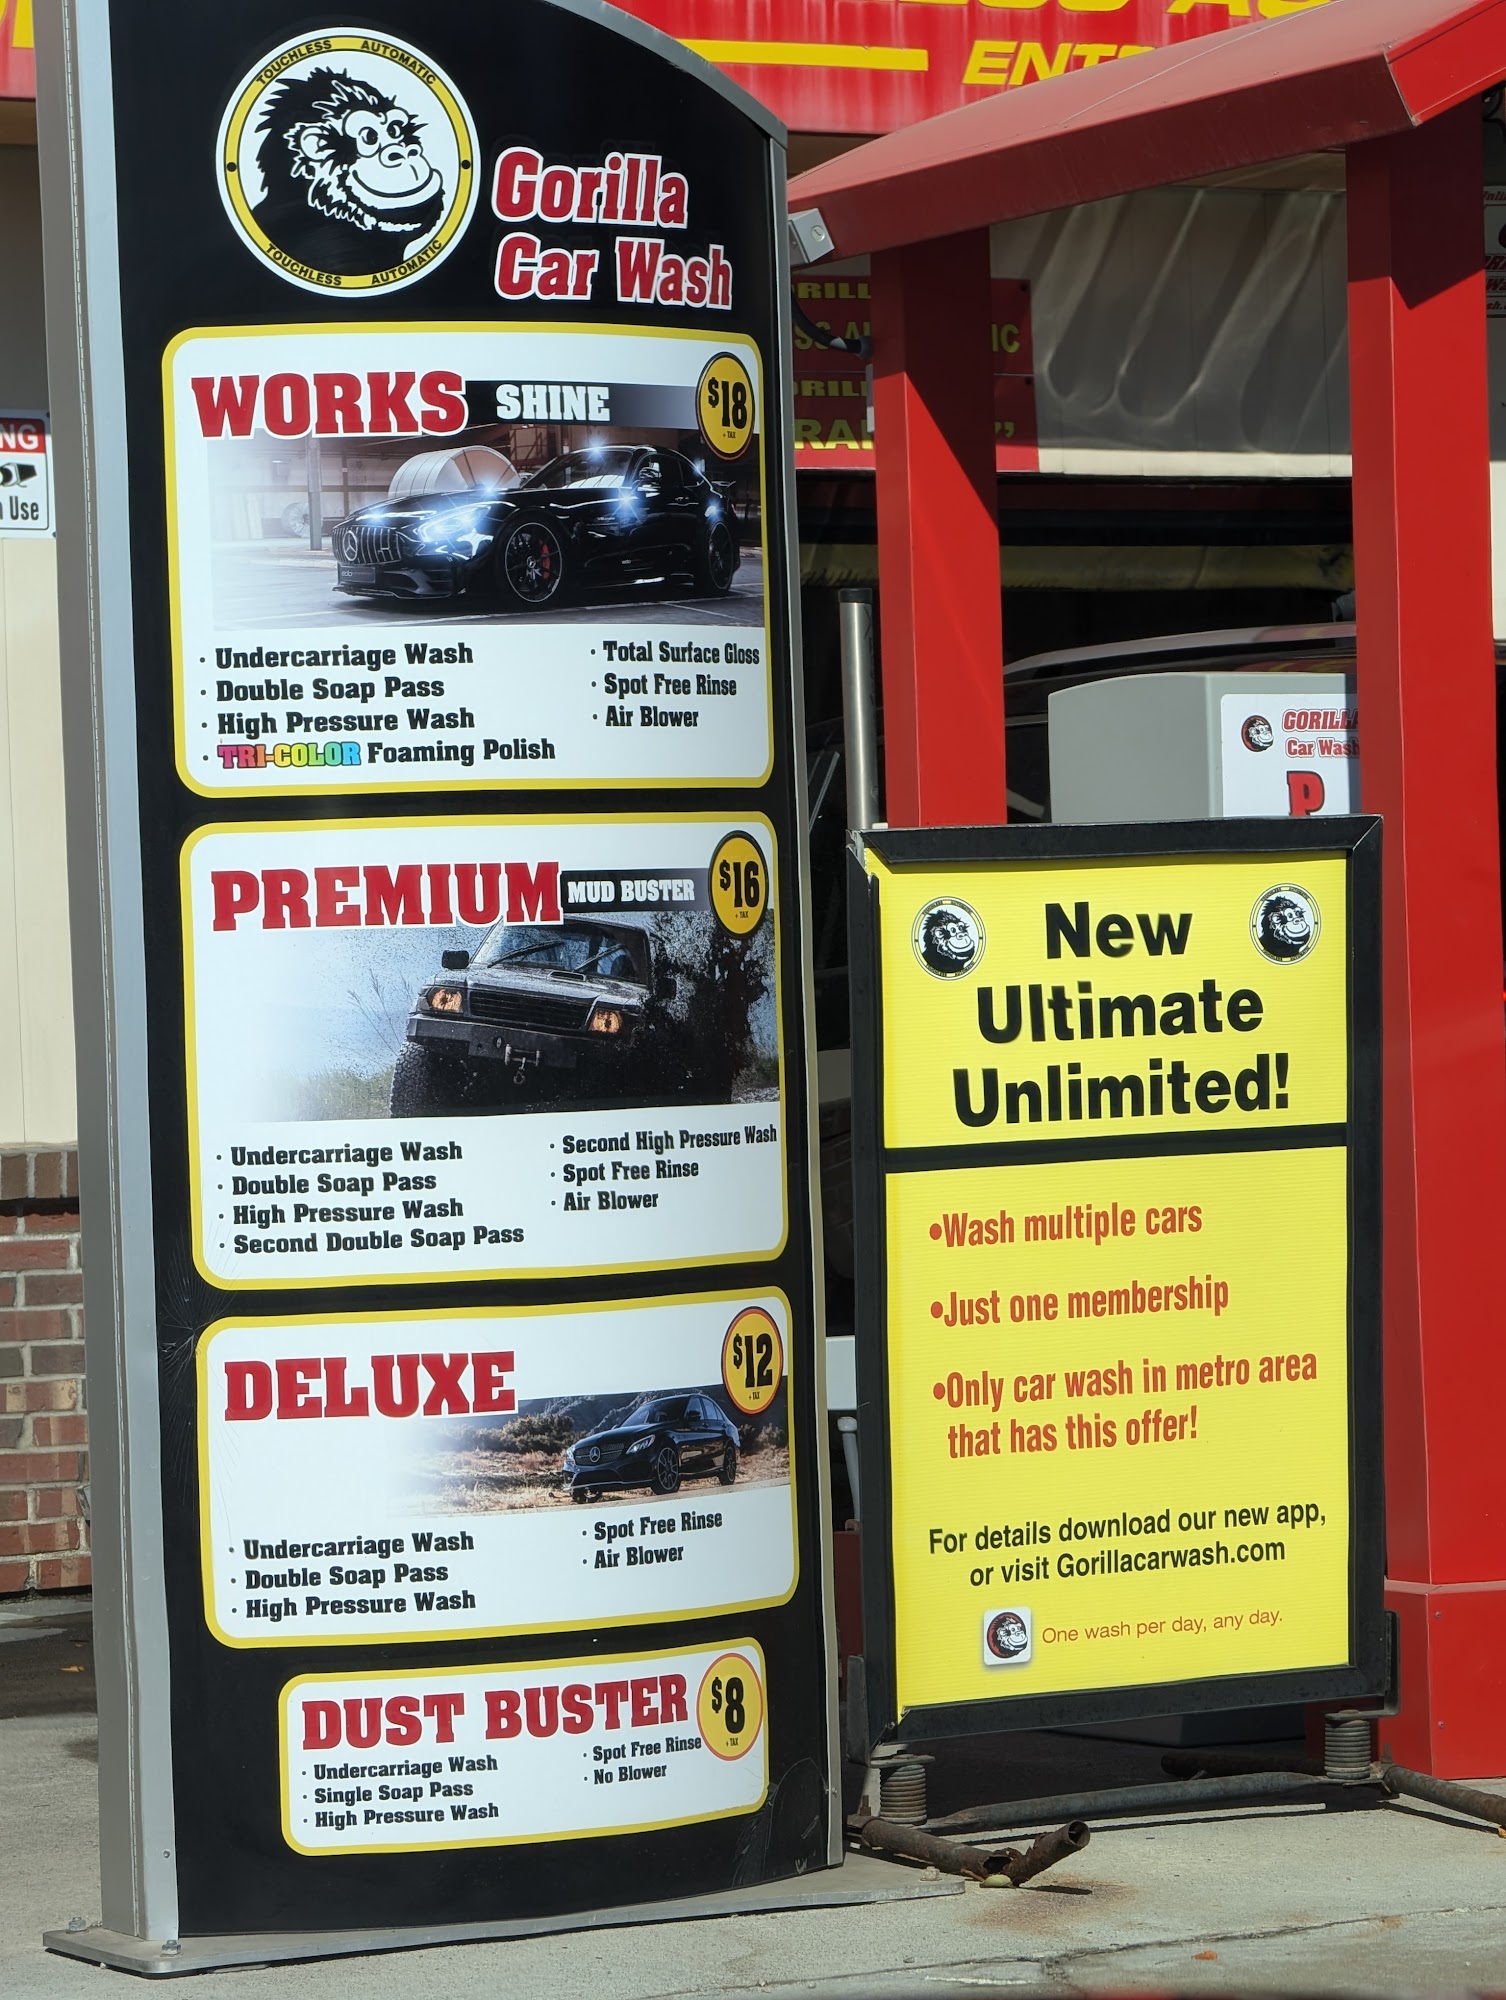 TOUCHLESS AUTOMATIC
TOUCHLESS AUTOMATIC
Gorilla
Car Wash
WORKS SHINE $18
+ TAX
· Undercarriage Wash
· Double Soap Pass
· High Pressure Wash
· TRI-COLOR Foaming Polish
· Total Surface Gloss
· Spot Free Rinse
· Air Blower
PREMIUM MUD BUSTER $16
+ TAX
· Undercarriage Wash
· Double Soap Pass
· High Pressure Wash
· Second Double Soap Pass
· Second High Pressure Wash
· Spot Free Rinse
· Air Blower
DELUXE $12
+ TAX
· Undercarriage Wash
· Double Soap Pass
· High Pressure Wash
· Spot Free Rinse
· Air Blower
DUST BUSTER $8
+ TAX
· Undercarriage Wash
· Single Soap Pass
· High Pressure Wash
· Spot Free Rinse
· No Blower
New
Ultimate
Unlimited!
•Wash multiple cars
•Just one membership
•Only car wash in metro area
that has this offer!
For details download our new app,
or visit Gorillacarwash.com
One wash per day, any day.
GORILL
Car Wash
P
NG
Use
ENT